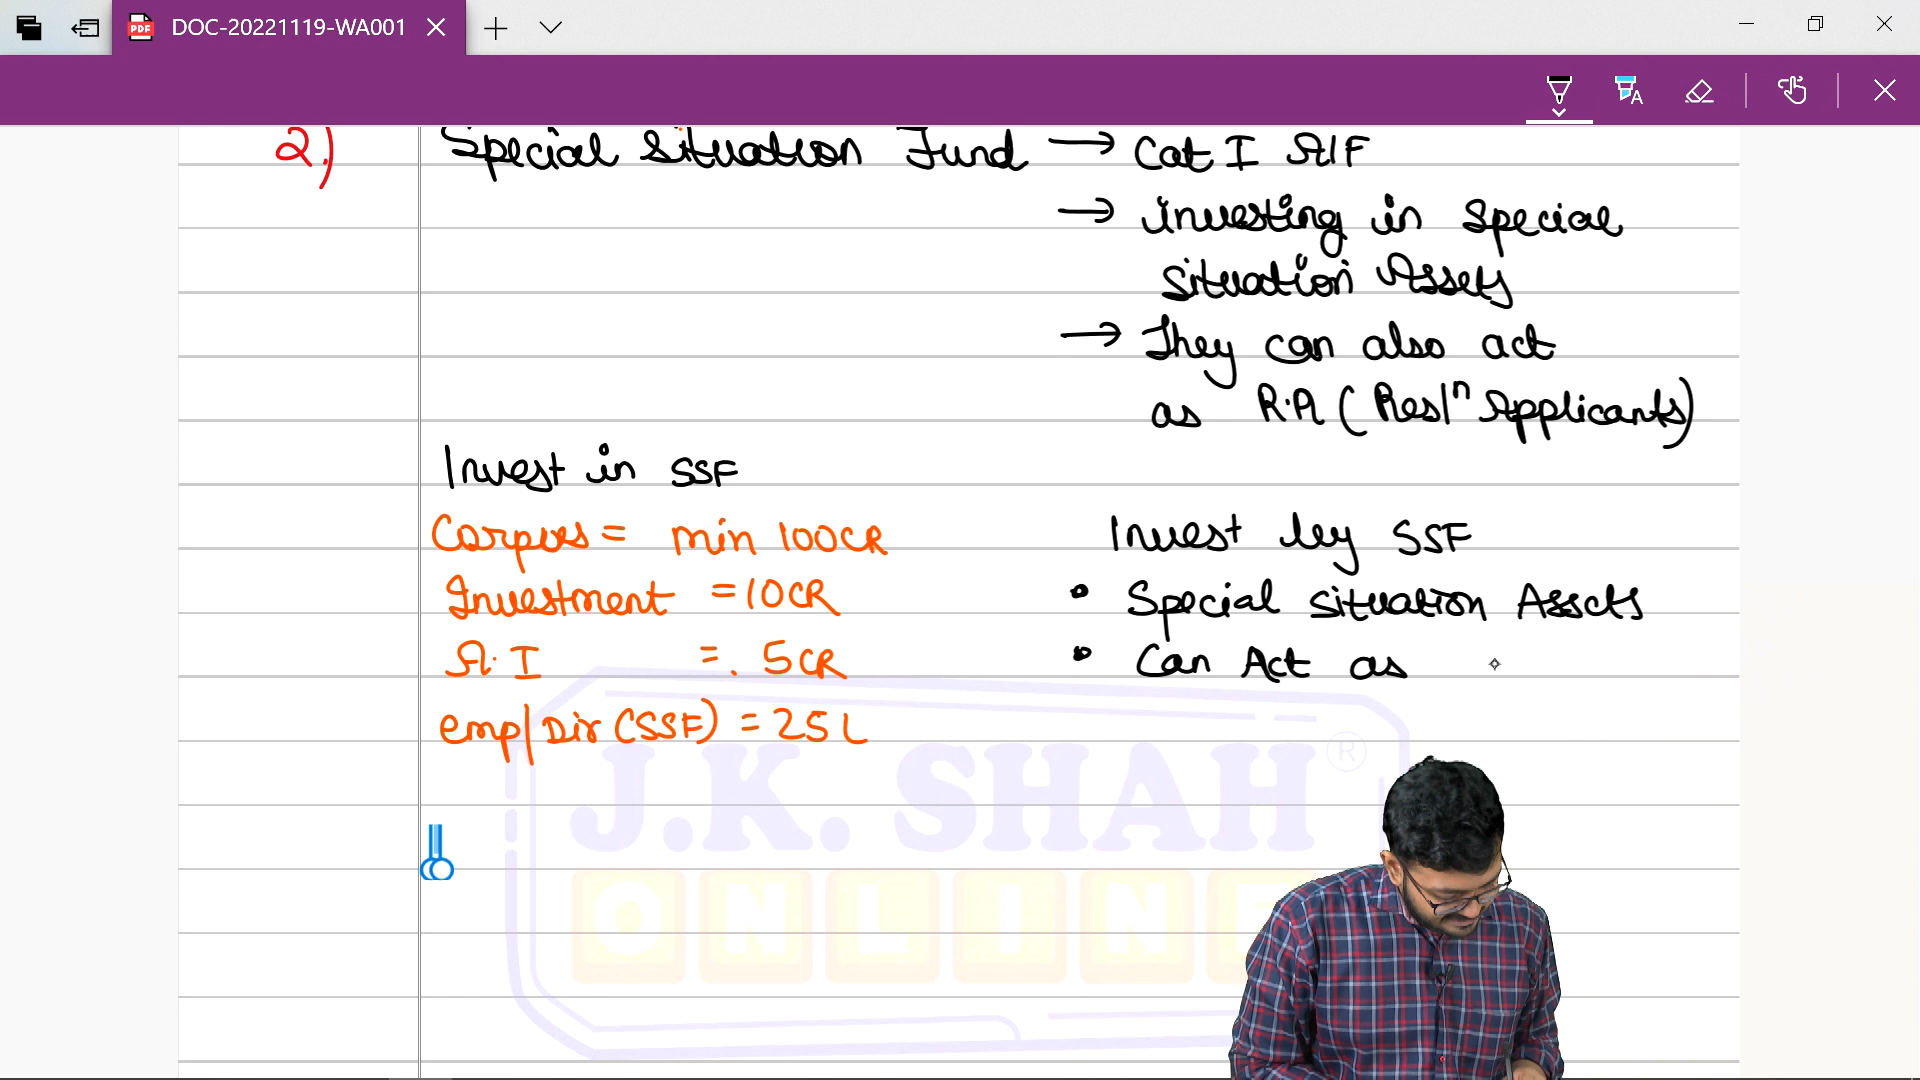 DOC-20221119-WA001
2.) Special Situation Fund → Cat I AIF
→ Investing in Special
Situation Assets
→ They can also act
as R.A (Resln Applicants)
Invest in SSF
Corpus = min 100CR
Investment = 10CR
A.I = 5CR
emp/Dir (SSF) = 25L
Invest by SSF
• Special Situation Assets
• Can Act as
J.K. SHAH ®
ONLINE